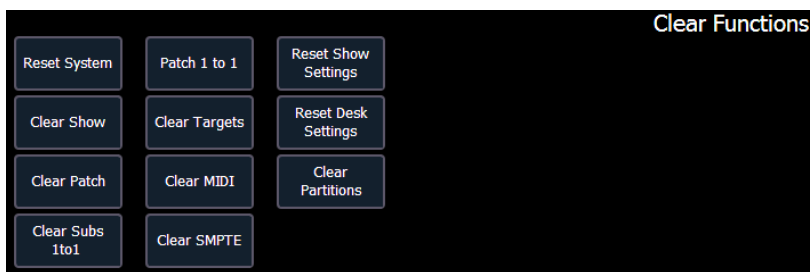 Clear Functions
Reset System
Patch 1 to 1
Reset Show
Settings
Clear Show
Clear Targets
Reset Desk
Settings
Clear Patch
Clear MIDI
Clear
Partitions
Clear Subs
1to1
Clear SMPTE